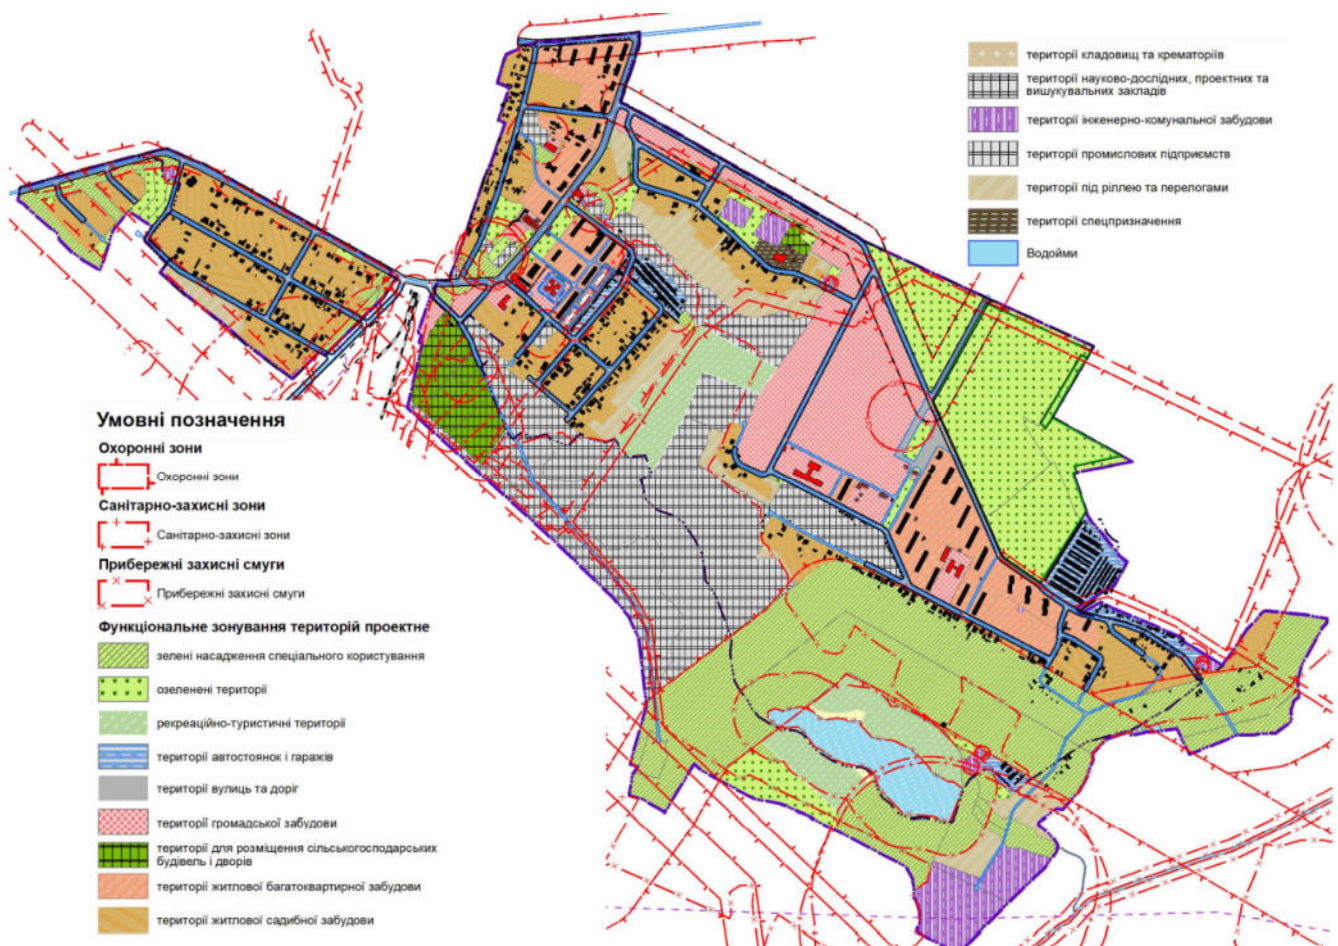 території кладовищ та крематоріїв
території науково-дослідних, проектних та
вишукувальних закладів
території інженерно-комунальної забудови
території промислових підприємств
території під ріллею та перелогами
території спецпризначення
Водойми
Умовні позначення
Охоронні зони
Охоронні зони
Санітарно-захисні зони
Санітарно-захисні зони
Прибережні захисні смуги
Прибережні захисні смуги
Функціональне зонування територій проектне
зелені насадження спеціального користування
озеленені території
рекреаційно-туристичні території
території автостоянок і гаражів
території вулиць та доріг
території громадської забудови
території для розміщення сільськогосподарських
будівель і дворів
території житлової багатоквартирної забудови
території житлової садибної забудови